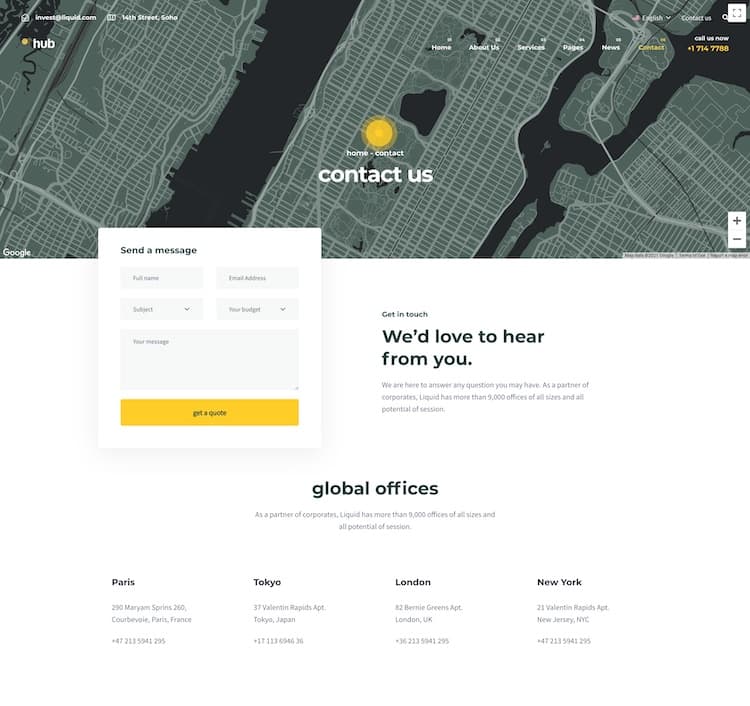 invest@liquid.com
14th Street, Soho
English
Contact us
hub
01
Home
02
About Us
03
Services
04
Pages
05
News
06
Contact
call us now
+1 714 7788
home - contact
contact us
Google
Map data ©2021 Google
Terms of Use
Report a map error
Send a message
Full name
Email Address
Subject
Your budget
Your message
get a quote
Get in touch
We’d love to hear
from you.
We are here to answer any question you may have. As a partner of
corporates, Liquid has more than 9,000 offices of all sizes and all
potential of session.
global offices
As a partner of corporates, Liquid has more than 9,000 offices of all sizes and
all potential of session.
Paris
290 Maryam Sprins 260,
Courbevoie, Paris, France
+47 213 5941 295
Tokyo
37 Valentin Rapids Apt.
Tokyo, Japan
+17 113 6946 36
London
82 Bernie Greens Apt.
London, UK
+36 213 5941 295
New York
21 Valentin Rapids Apt.
New Jersey, NYC
+47 213 5941 295